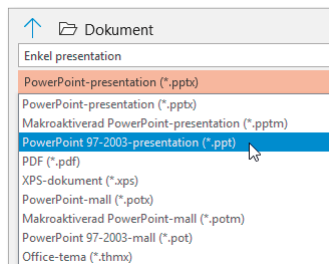 Dokument
Enkel presentation
PowerPoint-presentation (*.pptx)
PowerPoint-presentation (*.pptx)
Makroaktiverad PowerPoint-presentation (*.pptm)
PowerPoint 97-2003-presentation (*.ppt)
PDF (*.pdf)
XPS-dokument (*.xps)
PowerPoint-mall (*.potx)
Makroaktiverad PowerPoint-mall (*.potm)
PowerPoint 97-2003-mall (*.pot)
Office-tema (*.thmx)